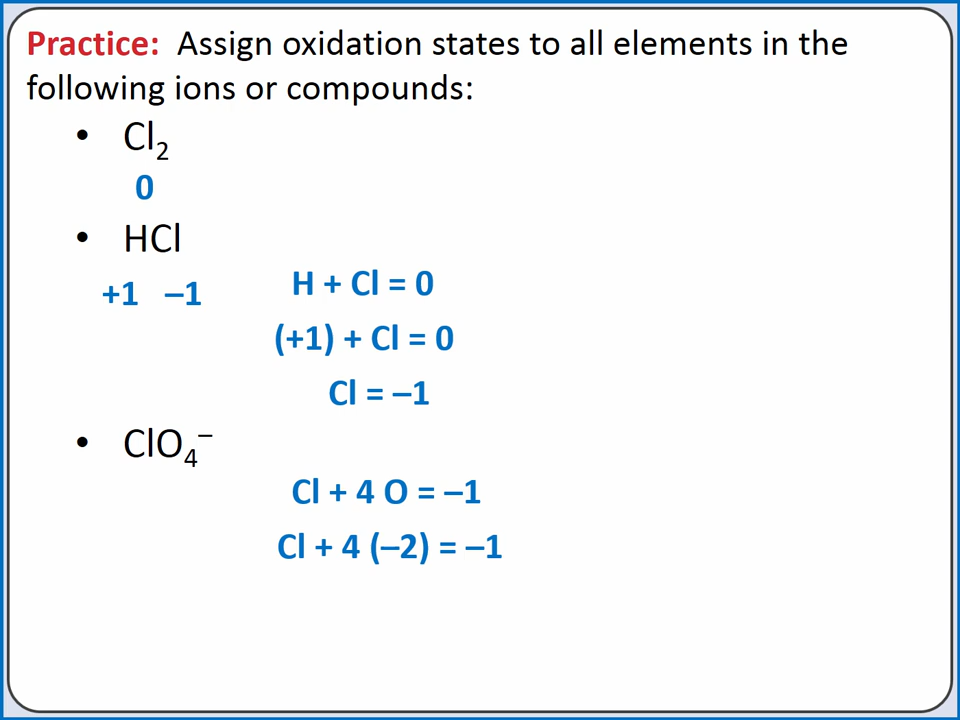 Practice: Assign oxidation states to all elements in the
following ions or compounds:
• Cl₂
0
• HCl
+1 –1
H + Cl = 0
(+1) + Cl = 0
Cl = –1
• ClO₄⁻
Cl + 4 O = –1
Cl + 4 (–2) = –1